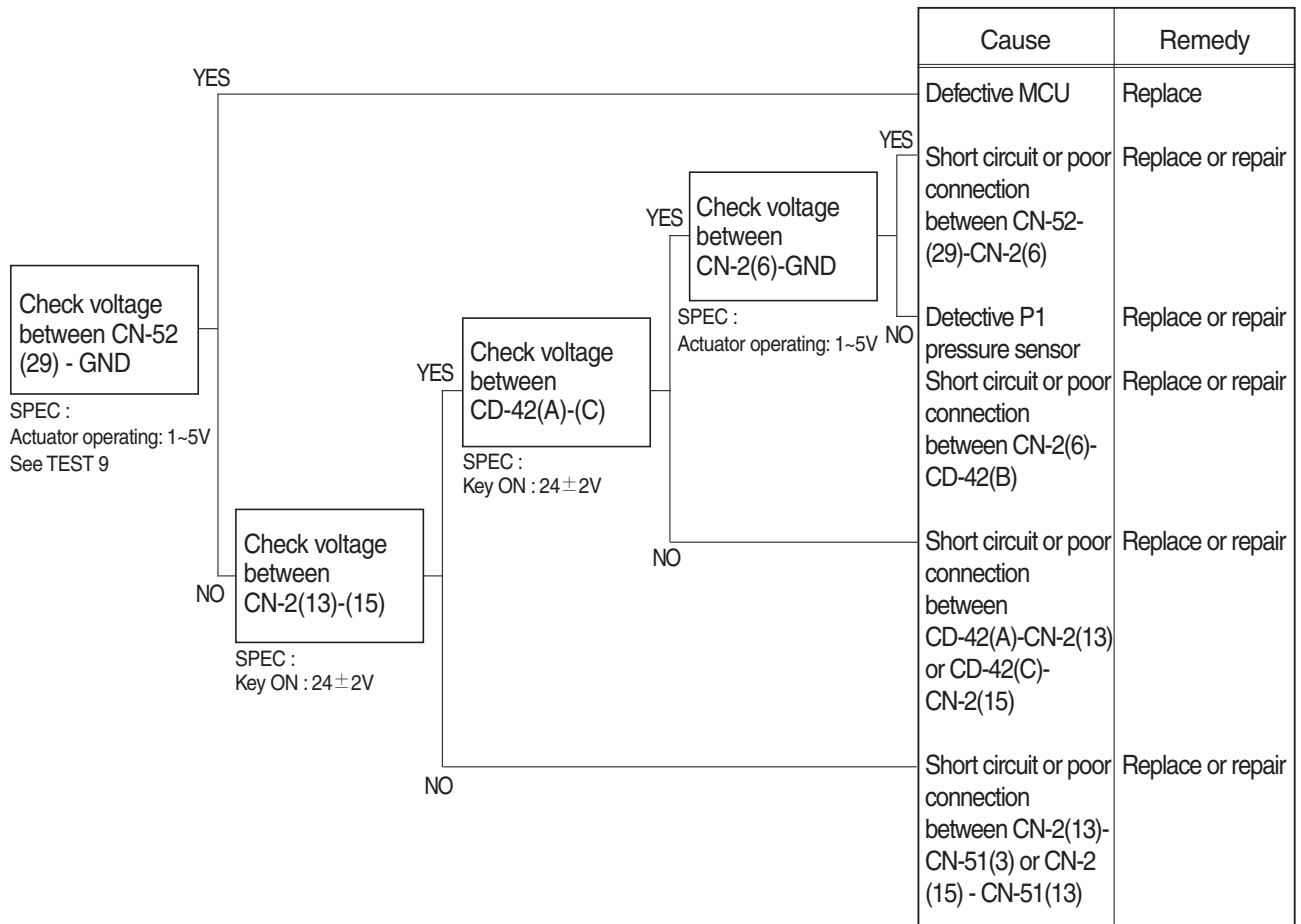 Cause
Remedy
YES
Defective MCU
Replace
YES
Short circuit or poor
connection
between CN-52-
(29)-CN-2(6)
Replace or repair
YES
Check voltage
between
CN-2(6)-GND
SPEC :
Actuator operating: 1~5V
NO
Detective P1
pressure sensor
Replace or repair
Short circuit or poor
connection
between CN-2(6)-
CD-42(B)
Replace or repair
Check voltage
between CN-52
(29) - GND
SPEC :
Actuator operating: 1~5V
See TEST 9
YES
Check voltage
between
CD-42(A)-(C)
SPEC :
Key ON : 24±2V
NO
Short circuit or poor
connection
between
CD-42(A)-CN-2(13)
or CD-42(C)-
CN-2(15)
Replace or repair
NO
Check voltage
between
CN-2(13)-(15)
SPEC :
Key ON : 24±2V
NO
Short circuit or poor
connection
between CN-2(13)-
CN-51(3) or CN-2
(15) - CN-51(13)
Replace or repair